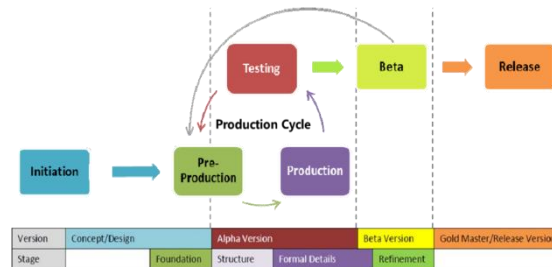 Testing
Beta
Release
Production Cycle
Initiation
Pre-
Production
Production
Version Concept/Design Alpha Version Beta Version Gold Master/Release Version
Stage Foundation Structure Formal Details Refinement